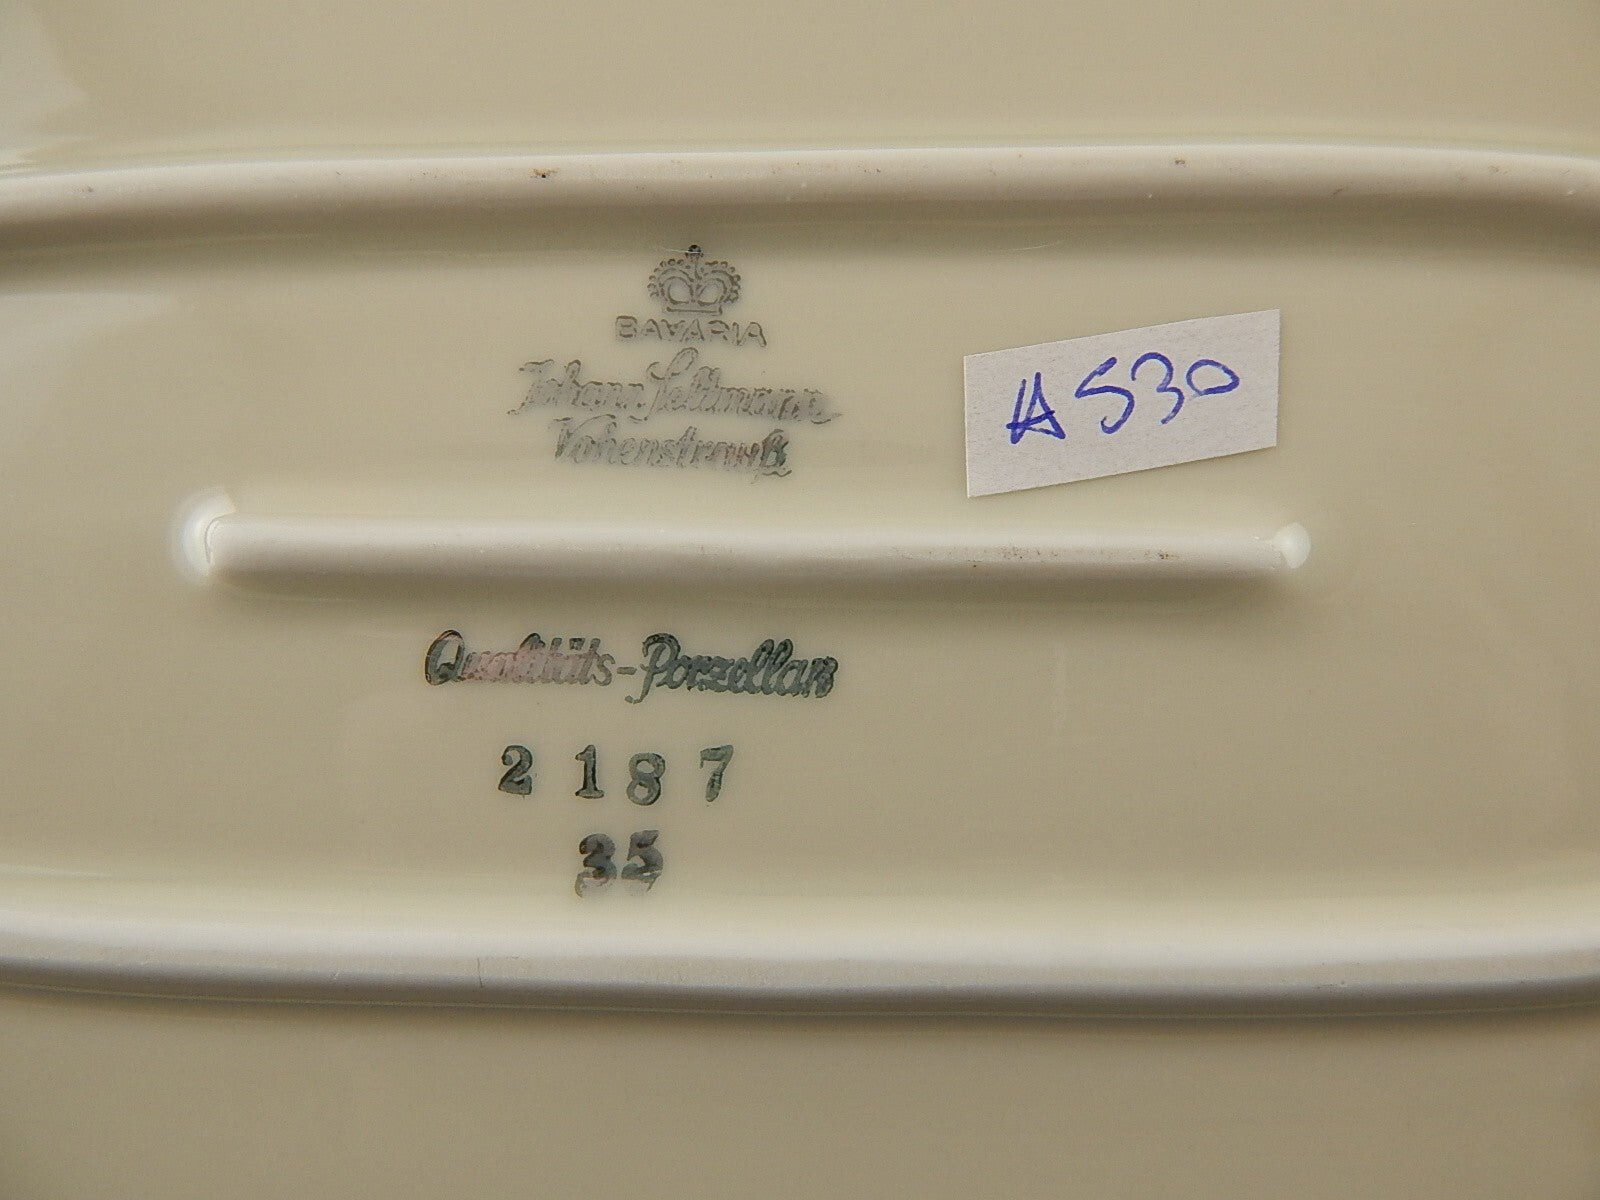 BAVARIA
Johann Seltmann
Vohenstrauß
A530
Qualitäts-Porzellan
2 187
35